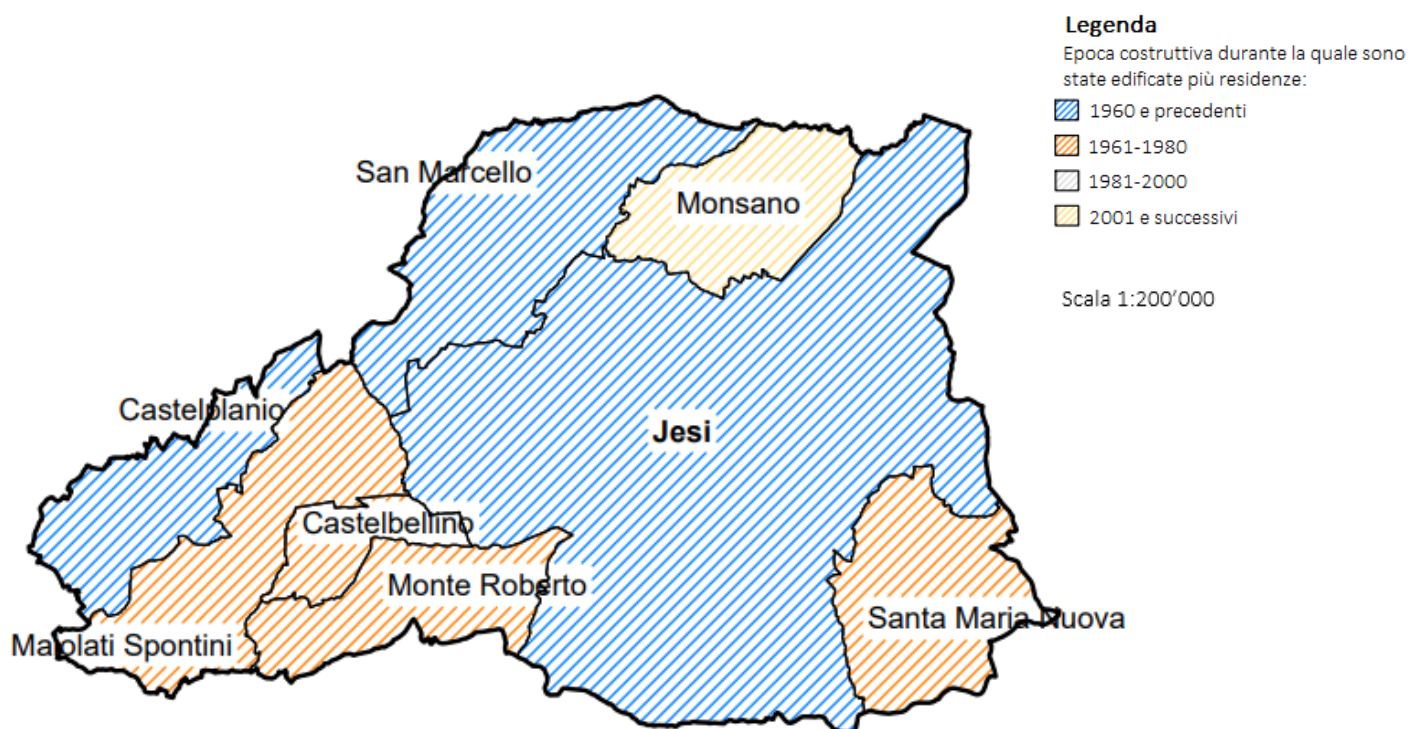 Legenda
Epoca costruttiva durante la quale sono
state edificate più residenze:
1960 e precedenti
1961-1980
1981-2000
2001 e successivi
Scala 1:200'000
San Marcello
Monsano
Castelplanio
Jesi
Castelbellino
Monte Roberto
Santa Maria Nuova
Maiolati Spontini